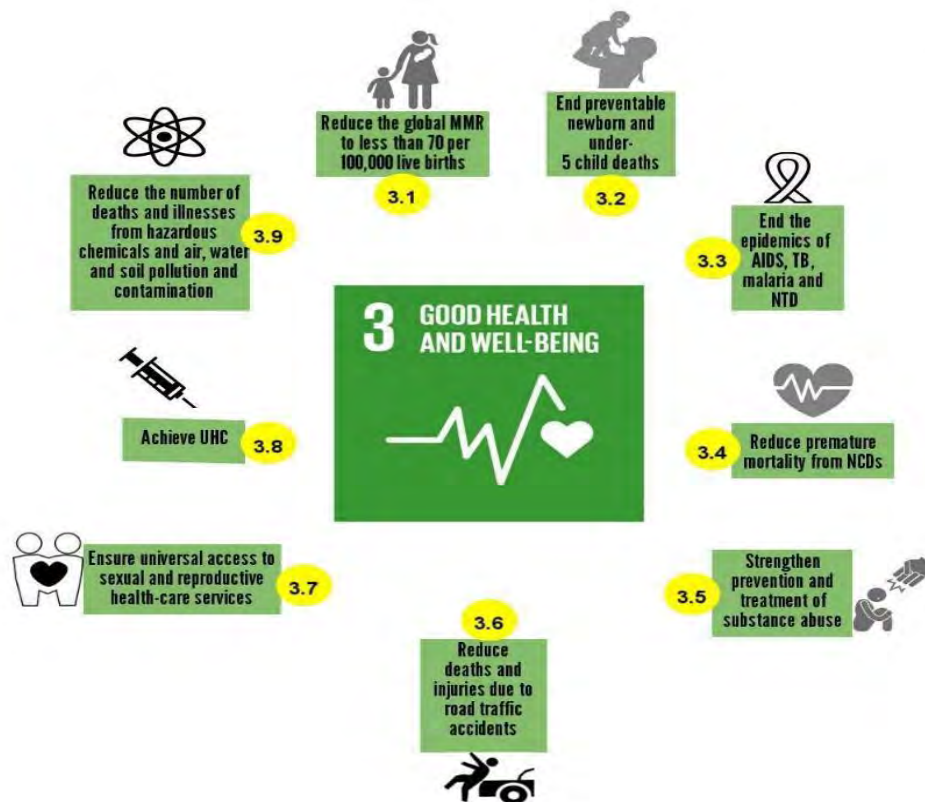 3 GOOD HEALTH
AND WELL-BEING
Reduce the global MMR
to less than 70 per
100,000 live births
3.1
End preventable
newborn and
under-
5 child deaths
3.2
End the
epidemics of
AIDS, TB,
malaria and
NTD
3.3
Reduce premature
mortality from NCDs
3.4
Strengthen
prevention and
treatment of
substance abuse
3.5
3.6
Reduce
deaths and
injuries due to
road traffic
accidents
Ensure universal access to
sexual and reproductive
health-care services
3.7
Achieve UHC
3.8
Reduce the number of
deaths and illnesses
from hazardous
chemicals and air, water
and soil pollution and
contamination
3.9